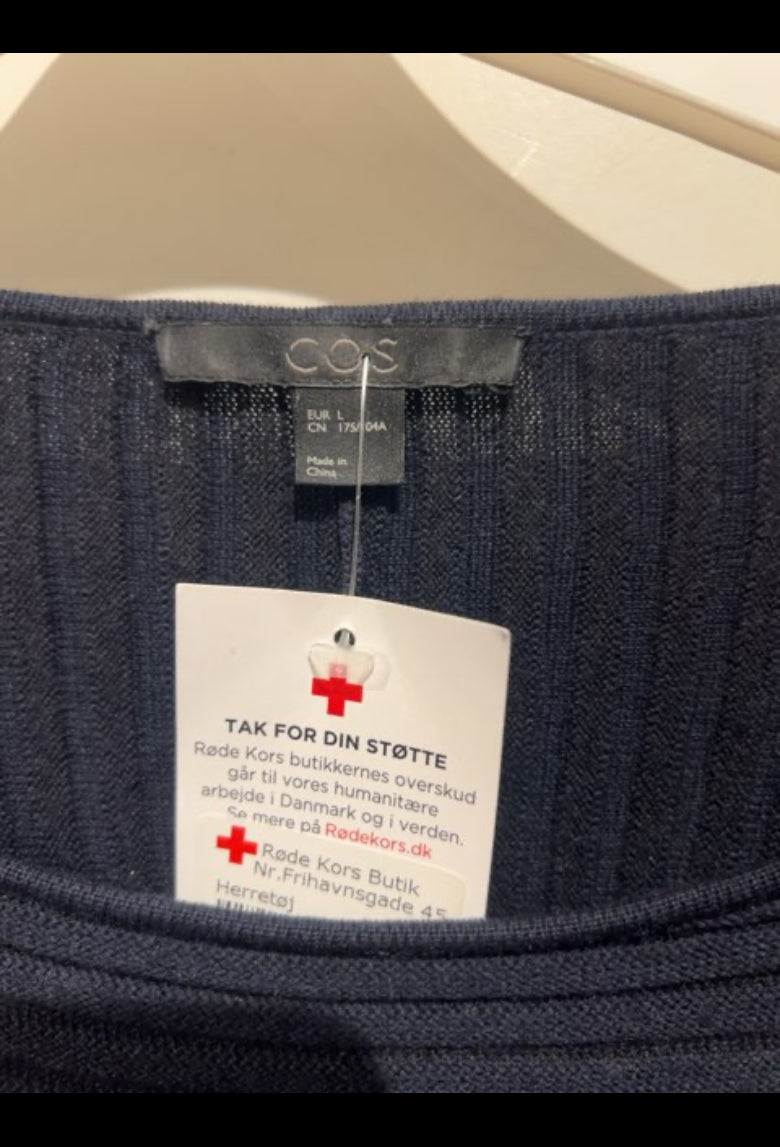 COS
EUR L
CN 175/104A
Made in
China
TAK FOR DIN STØTTE
Røde Kors butikkernes overskud
går til vores humanitære
arbejde i Danmark og i verden.
Se mere på Rødekors.dk
Røde Kors Butik
Nr.Frihavnsgade 45
Herretøj